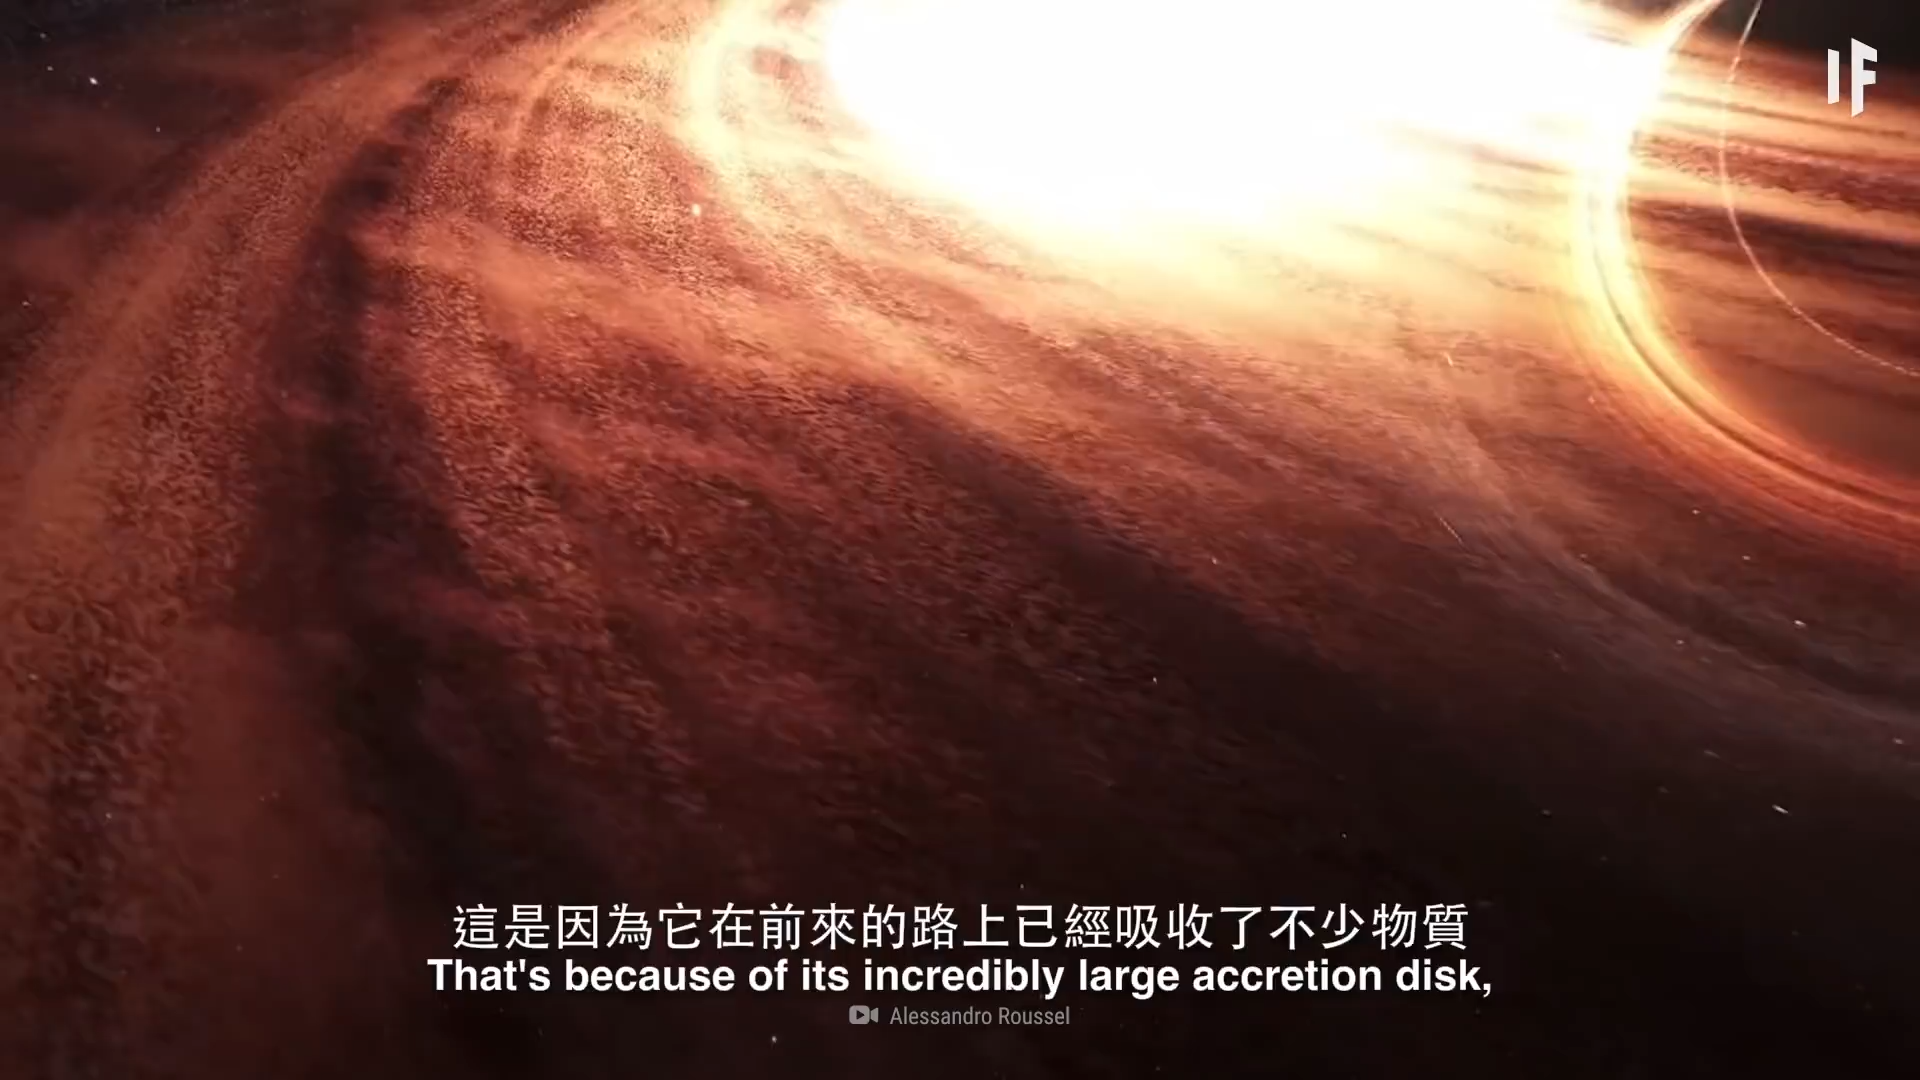 IF
這是因為它在前來的路上已經吸收了不少物質
That's because of its incredibly large accretion disk,
Alessandro Roussel